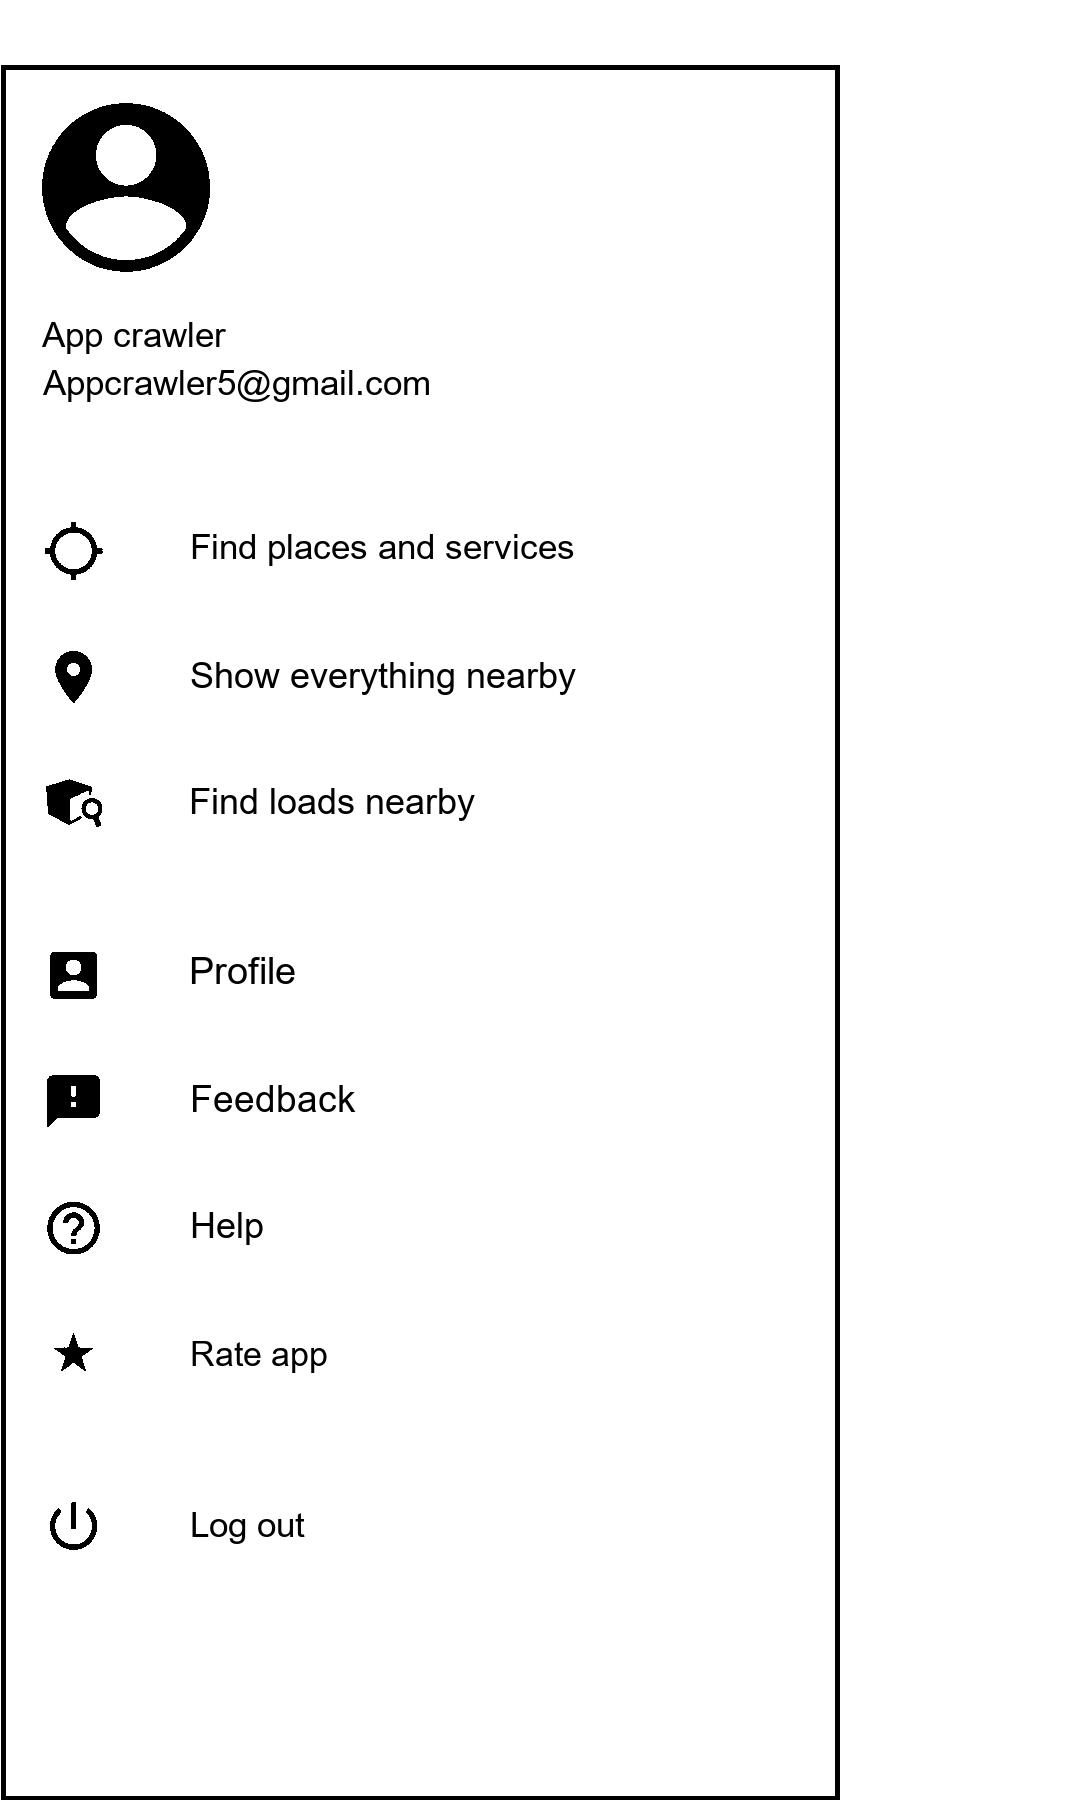 App crawler
Appcrawler5@gmail.com
Find places and services
Show everything nearby
Find loads nearby
Profile
Feedback
Help
Rate app
Log out